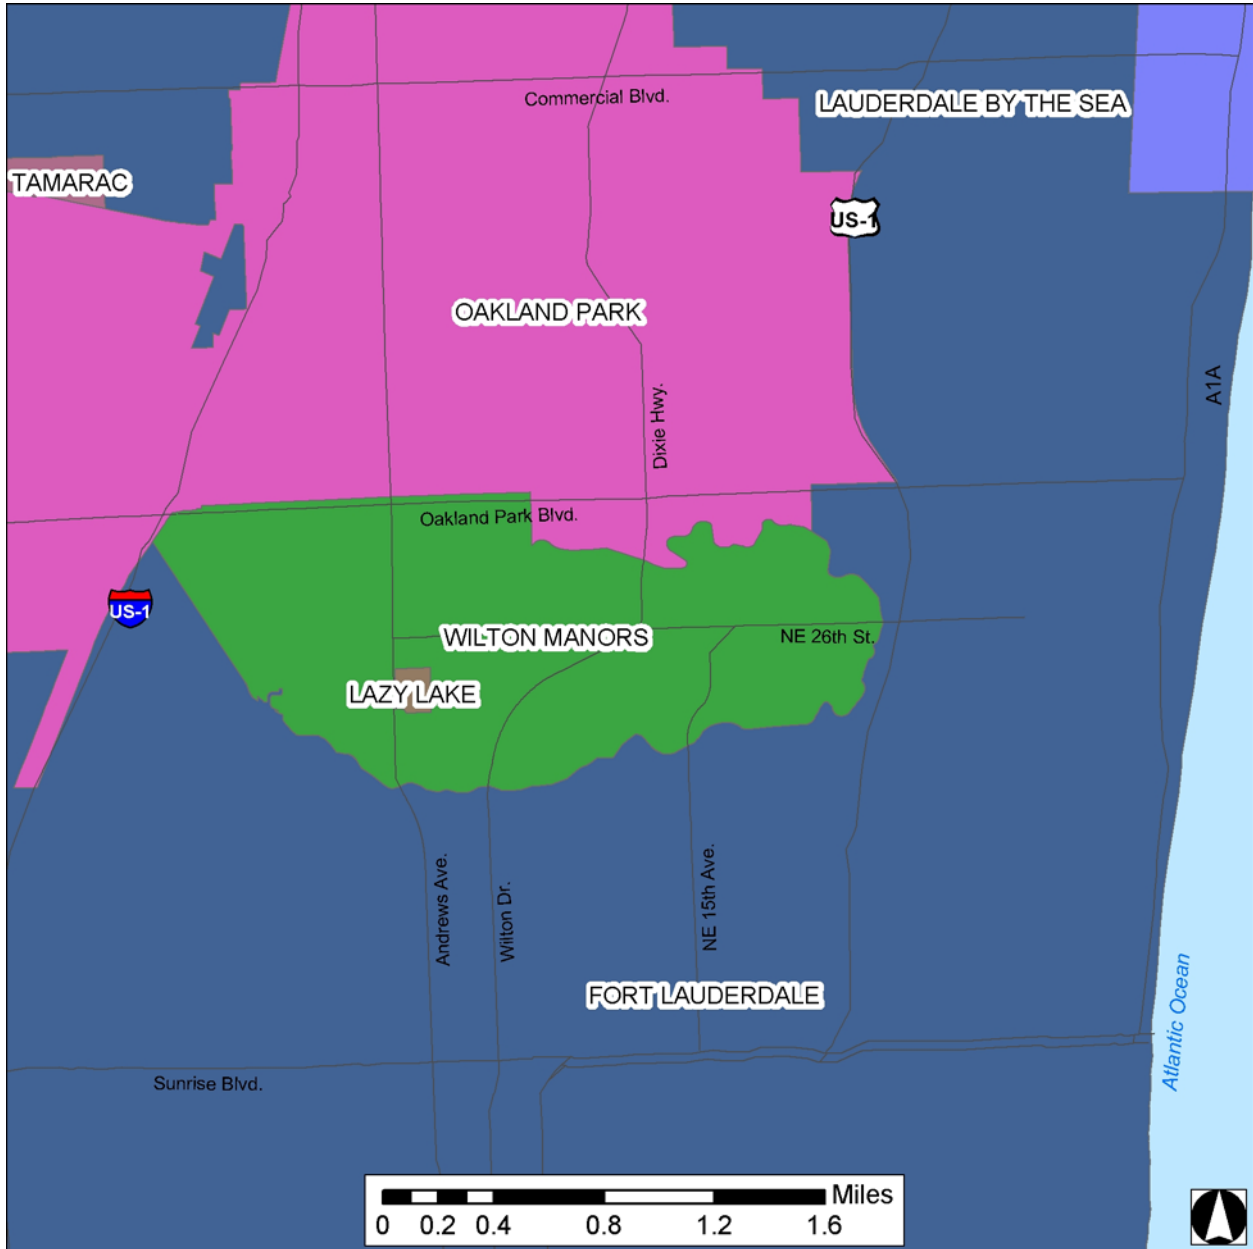 Commercial Blvd.
LAUDERDALE BY THE SEA
TAMARAC
US-1
OAKLAND PARK
A1A
Dixie Hwy.
Oakland Park Blvd.
US-1
WILTON MANORS
NE 26th St.
LAZY LAKE
Andrews Ave.
Wilton Dr.
NE 15th Ave.
FORT LAUDERDALE
Atlantic Ocean
Sunrise Blvd.
Miles
0 0.2 0.4 0.8 1.2 1.6